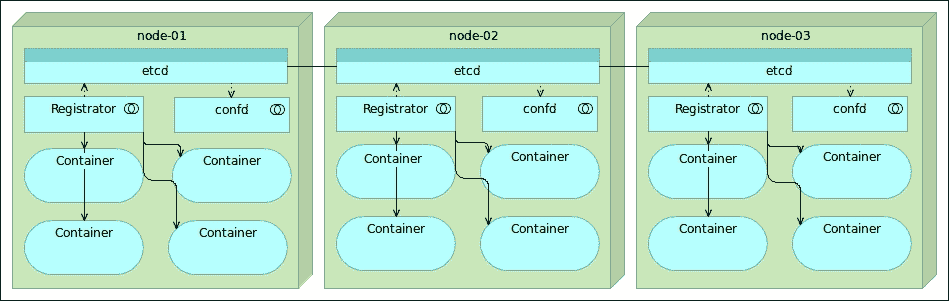 node-01
node-02
node-03
etcd
etcd
etcd
Registrator
confd
Registrator
confd
Registrator
confd
Container
Container
Container
Container
Container
Container
Container
Container
Container
Container
Container
Container